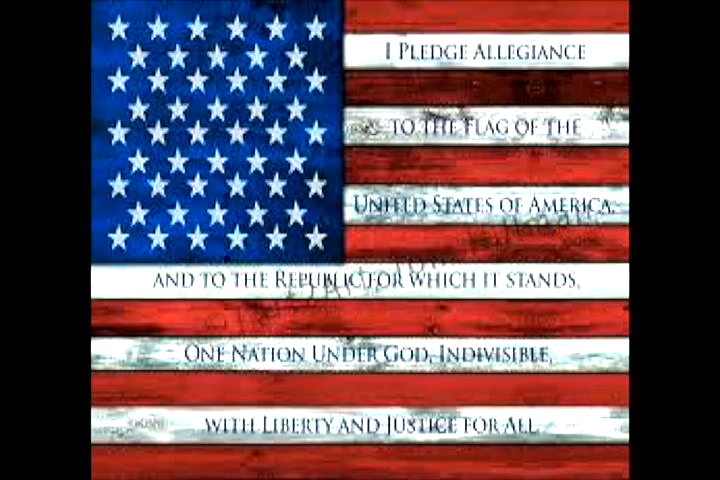 I PLEDGE ALLEGIANCE
TO THE FLAG OF THE
UNITED STATES OF AMERICA,
AND TO THE REPUBLIC FOR WHICH IT STANDS,
ONE NATION UNDER GOD, INDIVISIBLE,
WITH LIBERTY AND JUSTICE FOR ALL.